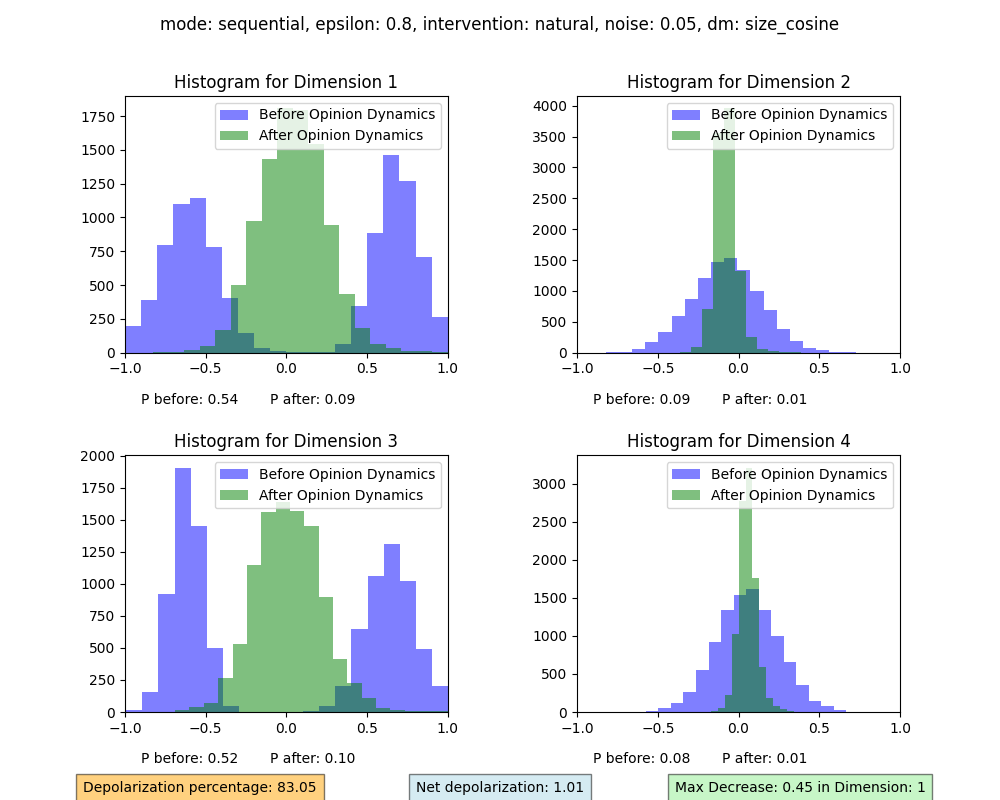 mode: sequential, epsilon: 0.8, intervention: natural, noise: 0.05, dm: size_cosine
Histogram for Dimension 1
Before Opinion Dynamics
After Opinion Dynamics
1750
1500
1250
1000
750
500
250
0
−1.0 −0.5 0.0 0.5 1.0
P before: 0.54 P after: 0.09
Histogram for Dimension 2
Before Opinion Dynamics
After Opinion Dynamics
4000
3500
3000
2500
2000
1500
1000
500
0
−1.0 −0.5 0.0 0.5 1.0
P before: 0.09 P after: 0.01
Histogram for Dimension 3
Before Opinion Dynamics
After Opinion Dynamics
2000
1750
1500
1250
1000
750
500
250
0
−1.0 −0.5 0.0 0.5 1.0
P before: 0.52 P after: 0.10
Histogram for Dimension 4
Before Opinion Dynamics
After Opinion Dynamics
3000
2500
2000
1500
1000
500
0
−1.0 −0.5 0.0 0.5 1.0
P before: 0.08 P after: 0.01
Depolarization percentage: 83.05
Net depolarization: 1.01
Max Decrease: 0.45 in Dimension: 1